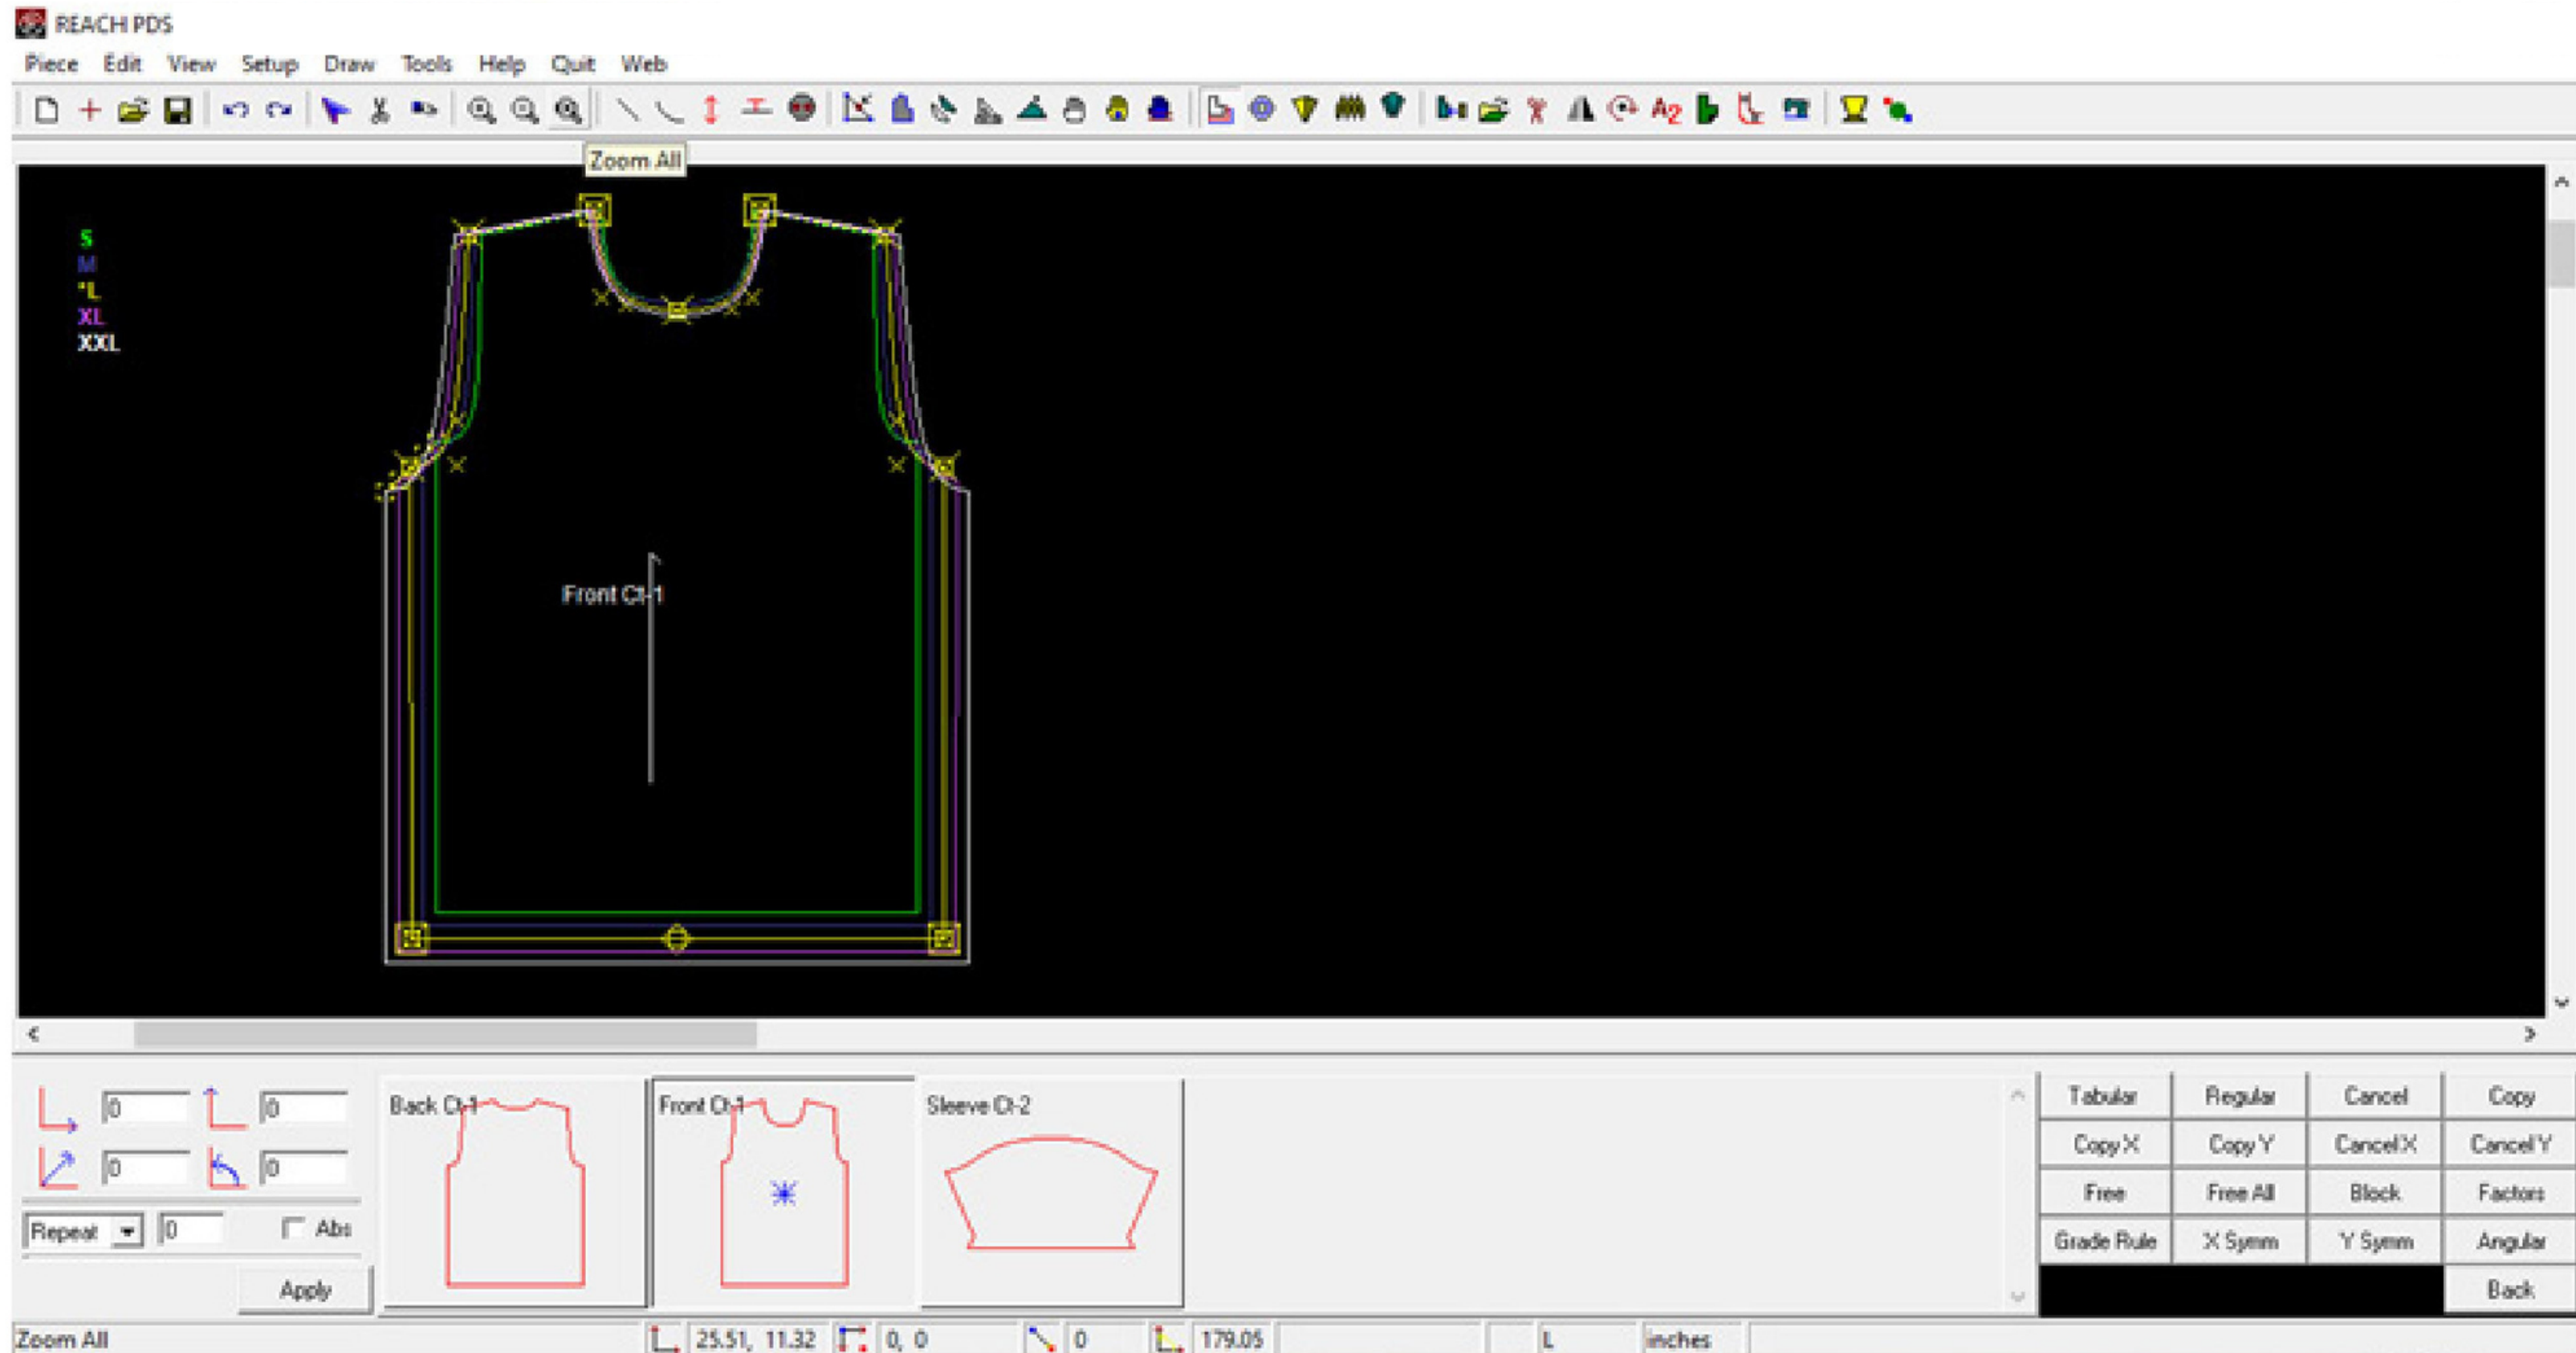 REACH PDS
Piece Edit View Setup Draw Tools Help Quit Web
A2
Zoom All
S
M
*L
XL
XXL
Front Ct-1
0 0
0 0
Repeat 0 Abs
Apply
Back Ct-1
Front Ct-1
Sleeve Ct-2
Tabular Regular Cancel Copy
Copy X Copy Y Cancel X Cancel Y
Free Free All Block Factors
Grade Rule X Symm Y Symm Angular
Back
Zoom All 25.51, 11.32 0, 0 0 179.05 L inches